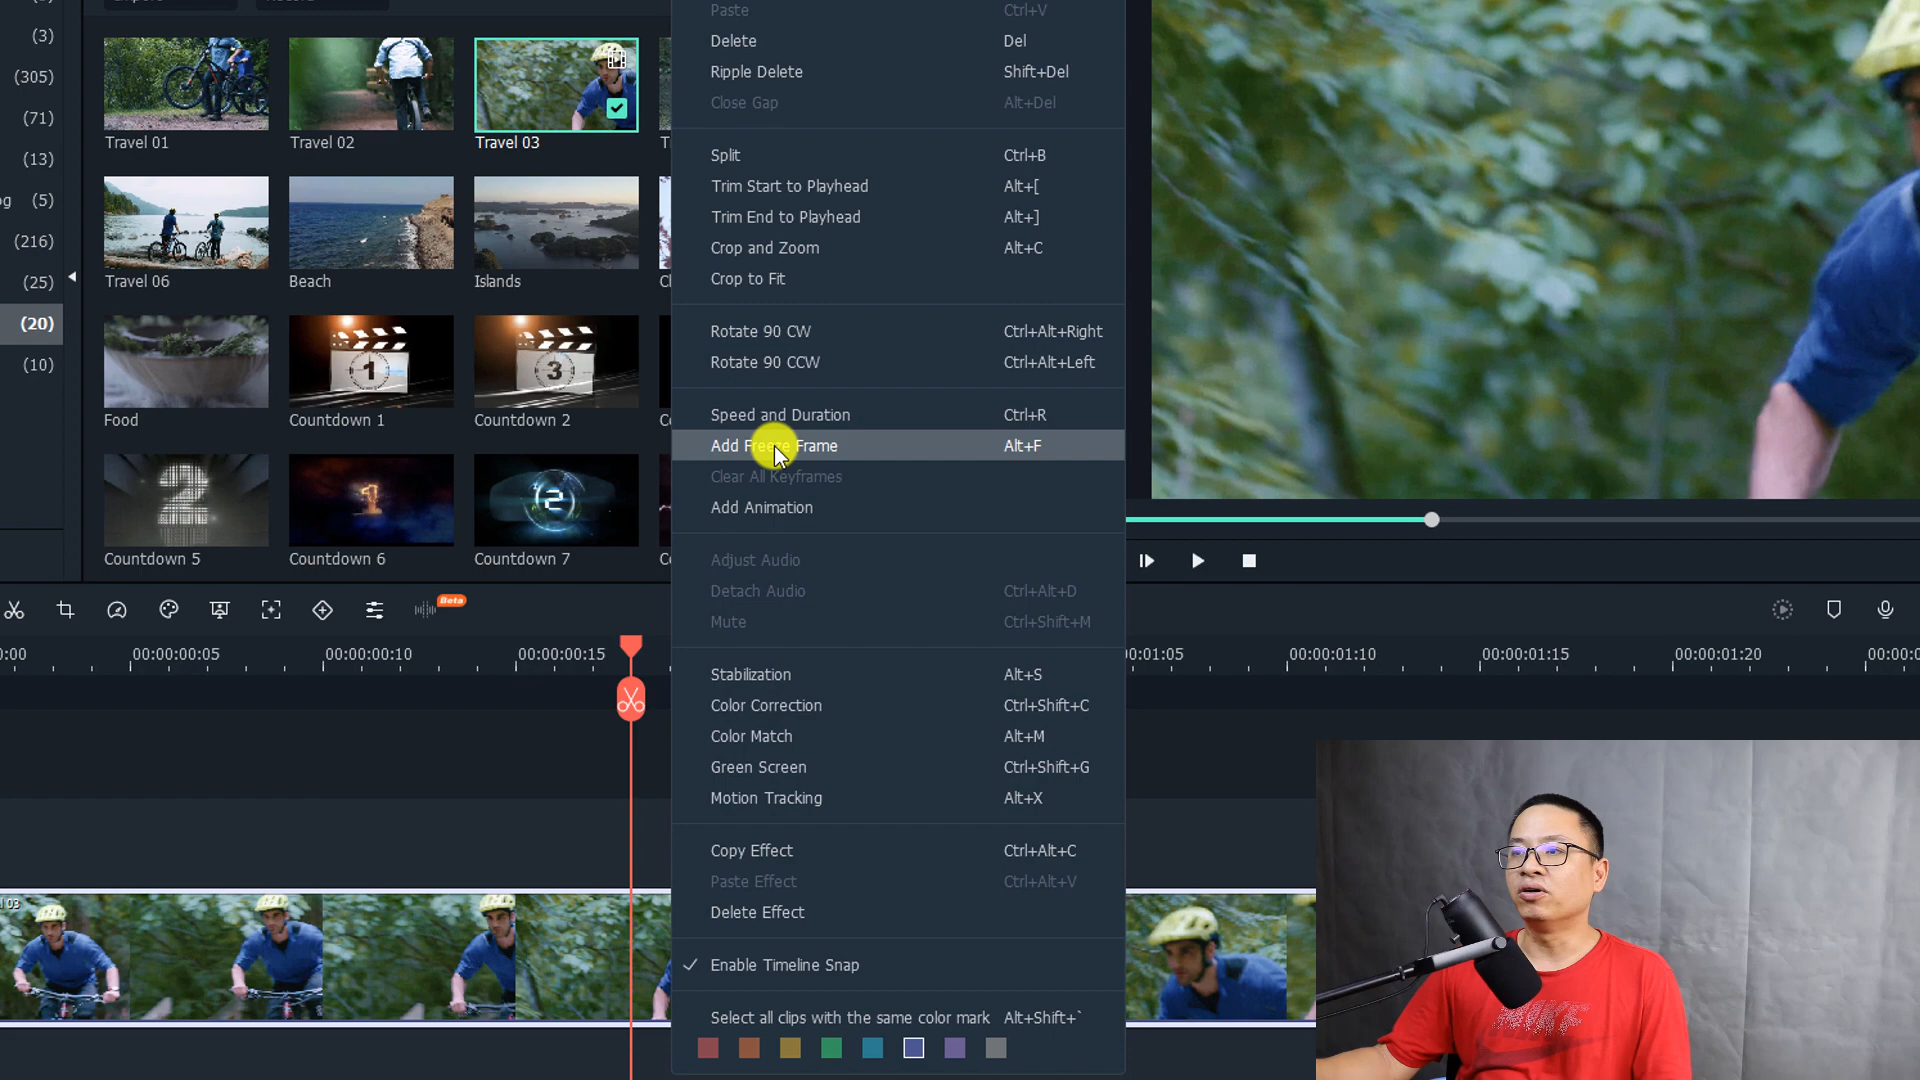 (3)
(305)
(71)
(13)
og (5)
(216)
(25)
(20)
(10)
Travel 01
Travel 02
Travel 03
Travel 06
Beach
Islands
Food
Countdown 1
Countdown 2
Countdown 5
Countdown 6
Countdown 7
Paste Ctrl+V
Delete Del
Ripple Delete Shift+Del
Close Gap Alt+Del
Split Ctrl+B
Trim Start to Playhead Alt+[
Trim End to Playhead Alt+]
Crop and Zoom Alt+C
Crop to Fit
Rotate 90 CW Ctrl+Alt+Right
Rotate 90 CCW Ctrl+Alt+Left
Speed and Duration Ctrl+R
Add Freeze Frame Alt+F
Clear All Keyframes
Add Animation
Adjust Audio
Detach Audio Ctrl+Alt+D
Mute Ctrl+Shift+M
Stabilization Alt+S
Color Correction Ctrl+Shift+C
Color Match Alt+M
Green Screen Ctrl+Shift+G
Motion Tracking Alt+X
Copy Effect Ctrl+Alt+C
Paste Effect Ctrl+Alt+V
Delete Effect
Enable Timeline Snap
Select all clips with the same color mark Alt+Shift+`
Beta
0:00 00:00:00:05 00:00:00:10 00:00:00:15 00:01:05 00:00:01:10 00:00:01:15 00:00:01:20 00:00:0
03
NIKE